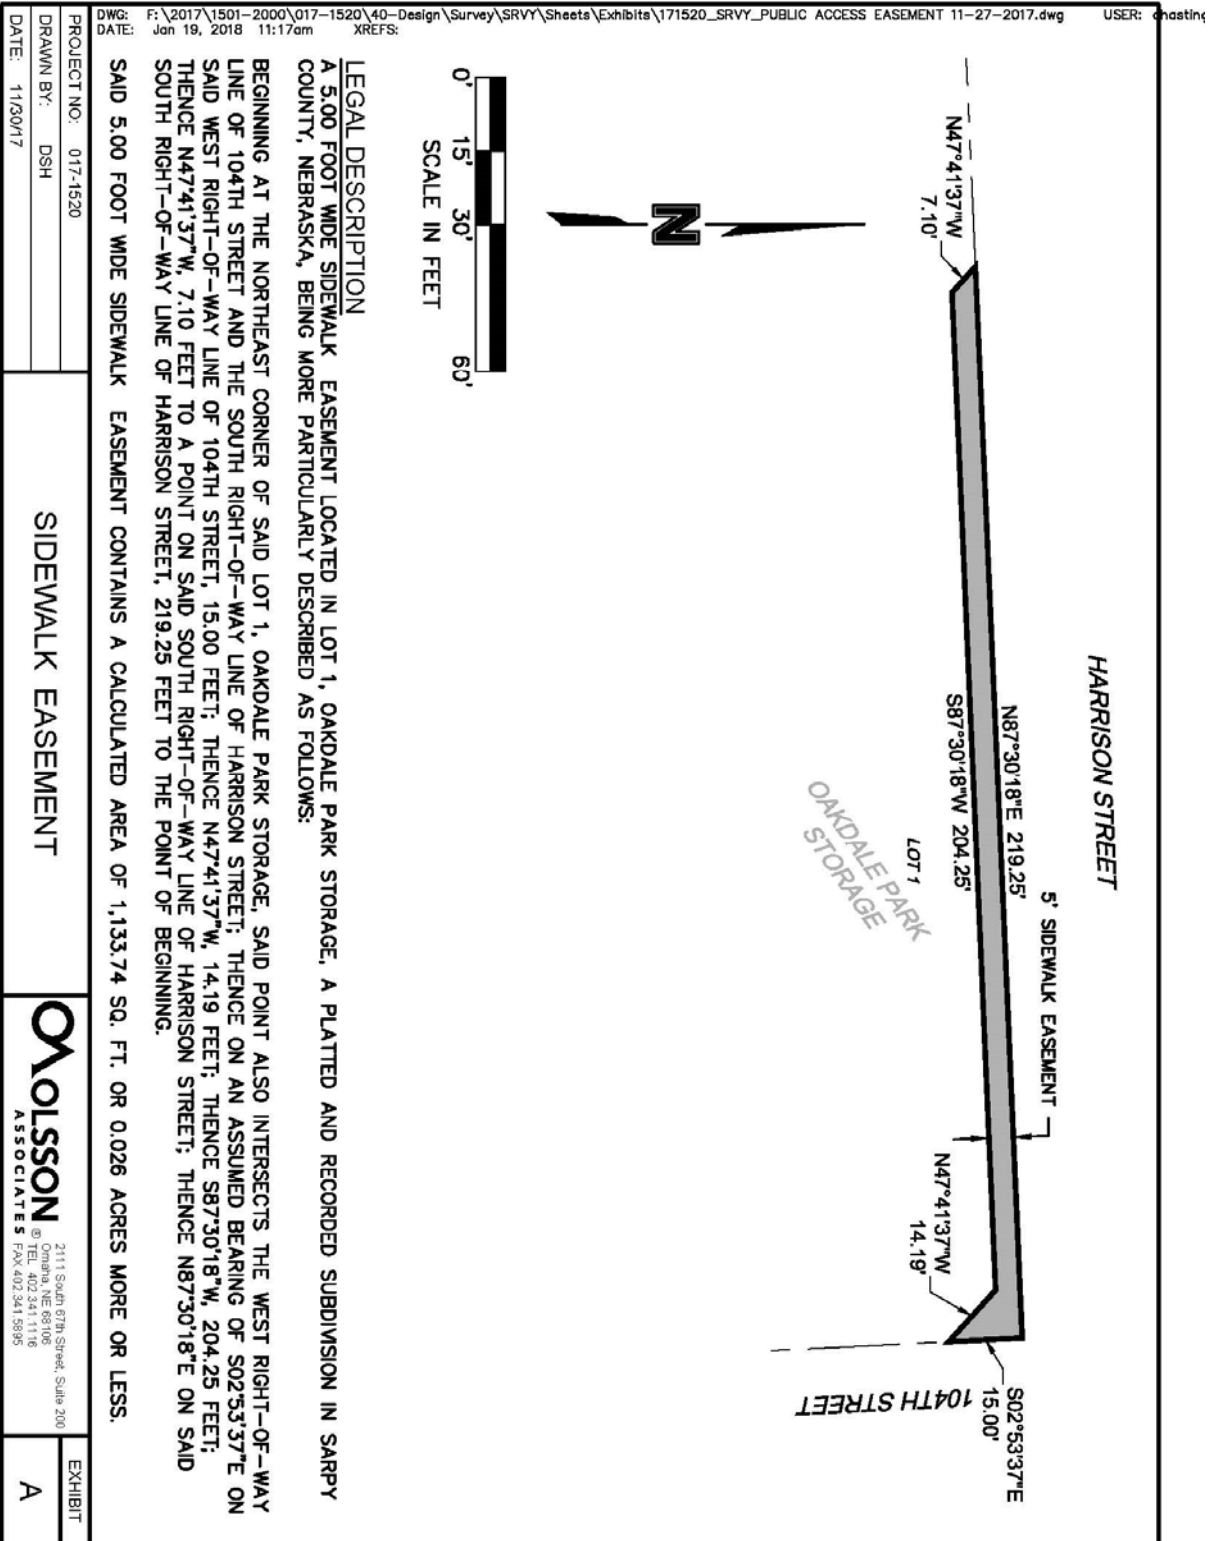 DWG: F:\2017\1501-2000\017-1520\40-Design\Survey\SRVY\Sheets\Exhibits\171520_SRVY_PUBLIC ACCESS EASEMENT 11-27-2017.dwg USER: dhasting
DATE: Jan 19, 2018 11:17am XREFS:
HARRISON STREET
5' SIDEWALK EASEMENT
N87°30'18"E 219.25'
S87°30'18"W 204.25'
N47°41'37"W
7.10'
N47°41'37"W
14.19'
S02°53'37"E
15.00'
104TH STREET
LOT 1
OAKDALE PARK
STORAGE
N
0' 15' 30' 60'
SCALE IN FEET
LEGAL DESCRIPTION
A 5.00 FOOT WIDE SIDEWALK EASEMENT LOCATED IN LOT 1, OAKDALE PARK STORAGE, A PLATTED AND RECORDED SUBDIVISION IN SARPY
COUNTY, NEBRASKA, BEING MORE PARTICULARLY DESCRIBED AS FOLLOWS:
BEGINNING AT THE NORTHEAST CORNER OF SAID LOT 1, OAKDALE PARK STORAGE, SAID POINT ALSO INTERSECTS THE WEST RIGHT-OF-WAY
LINE OF 104TH STREET AND THE SOUTH RIGHT-OF-WAY LINE OF HARRISON STREET; THENCE ON AN ASSUMED BEARING OF S02°53'37"E ON
SAID WEST RIGHT-OF-WAY LINE OF 104TH STREET, 15.00 FEET; THENCE N47°41'37"W, 14.19 FEET; THENCE S87°30'18"W, 204.25 FEET;
THENCE N47°41'37"W, 7.10 FEET TO A POINT ON SAID SOUTH RIGHT-OF-WAY LINE OF HARRISON STREET; THENCE N87°30'18"E ON SAID
SOUTH RIGHT-OF-WAY LINE OF HARRISON STREET, 219.25 FEET TO THE POINT OF BEGINNING.
SAID 5.00 FOOT WIDE SIDEWALK EASEMENT CONTAINS A CALCULATED AREA OF 1,133.74 SQ. FT. OR 0.026 ACRES MORE OR LESS.
PROJECT NO: 017-1520
DRAWN BY: DSH
DATE: 11/30/17
SIDEWALK EASEMENT
OLSSON ®
ASSOCIATES
2111 South 67th Street, Suite 200
Omaha, NE 68106
TEL 402.341.1116
FAX 402.341.5895
EXHIBIT
A